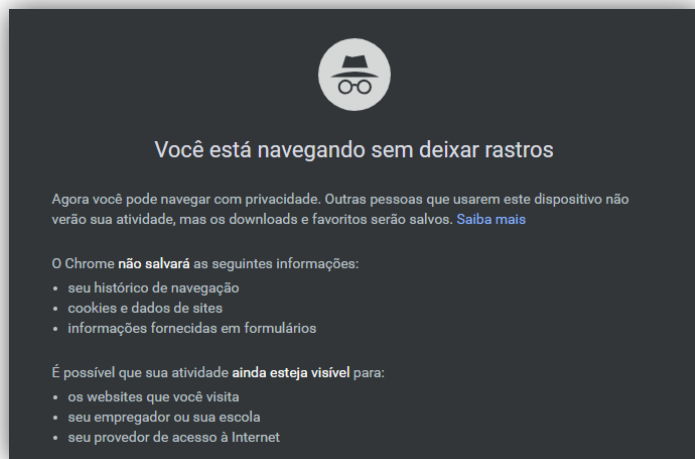 Você está navegando sem deixar rastros
Agora você pode navegar com privacidade. Outras pessoas que usarem este dispositivo não
verão sua atividade, mas os downloads e favoritos serão salvos. Saiba mais
O Chrome não salvará as seguintes informações:
• seu histórico de navegação
• cookies e dados de sites
• informações fornecidas em formulários
É possível que sua atividade ainda esteja visível para:
• os websites que você visita
• seu empregador ou sua escola
• seu provedor de acesso à Internet